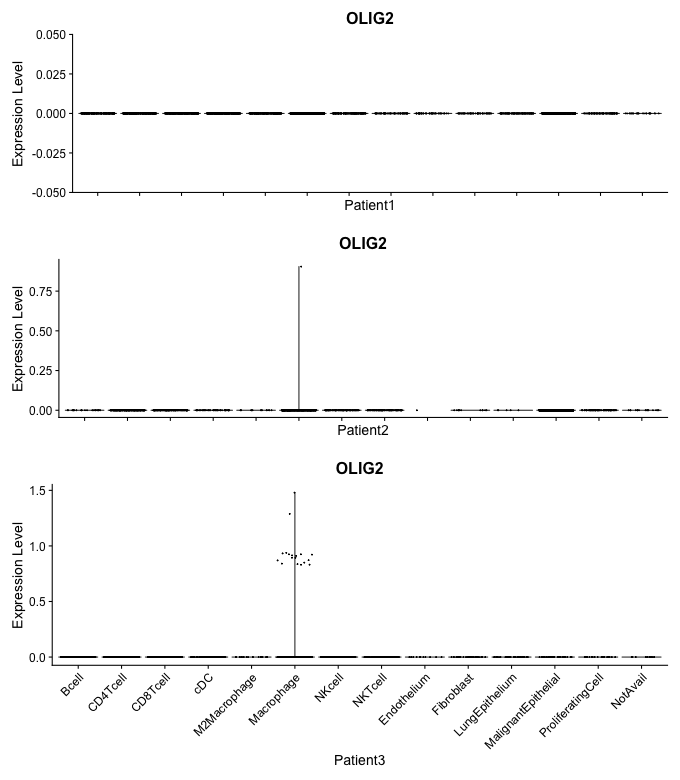 OLIG2
Expression Level
0.050
0.025
0.000
-0.025
-0.050
Patient1
OLIG2
Expression Level
0.75
0.50
0.25
0.00
Patient2
OLIG2
Expression Level
1.5
1.0
0.5
0.0
Bcell
CD4Tcell
CD8Tcell
cDC
M2Macrophage
Macrophage
NKcell
NKTcell
Endothelium
Fibroblast
LungEpithelium
MalignantEpithelial
ProliferatingCell
NotAvail
Patient3